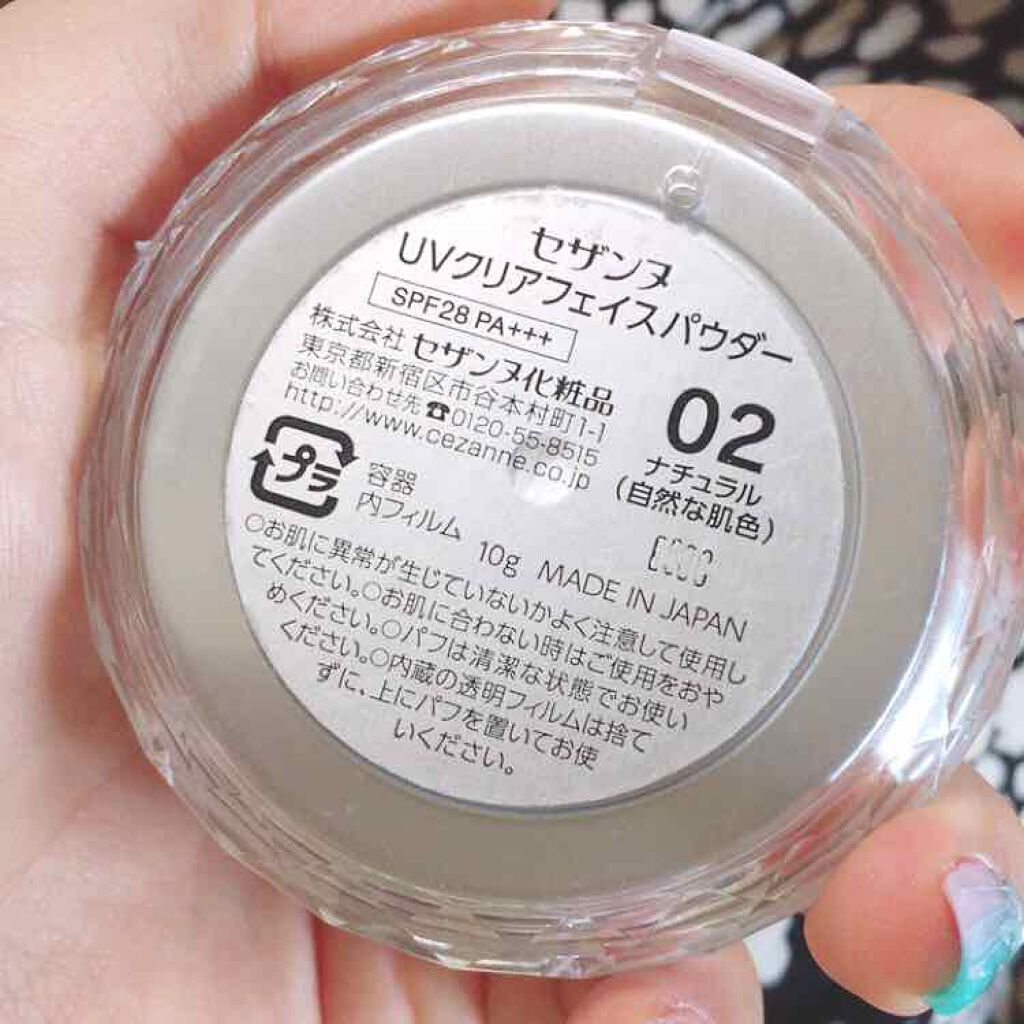 セザンヌ
UVクリアフェイスパウダー
SPF28 PA+++
株式会社 セザンヌ化粧品
東京都新宿区市谷本村町1-1
お問い合わせ先 ☎0120-55-8515
http://www.cezanne.co.jp
02
ナチュラル
(自然な肌色)
プラ
容器
内フィルム
10g MADE IN JAPAN
○お肌に異常が生じていないかよく注意して使用し
てください。○お肌に合わない時はご使用をおや
めください。○パフは清潔な状態でお使い
ください。○内蔵の透明フィルムは捨て
ずに、上にパフを置いてお使
いください。